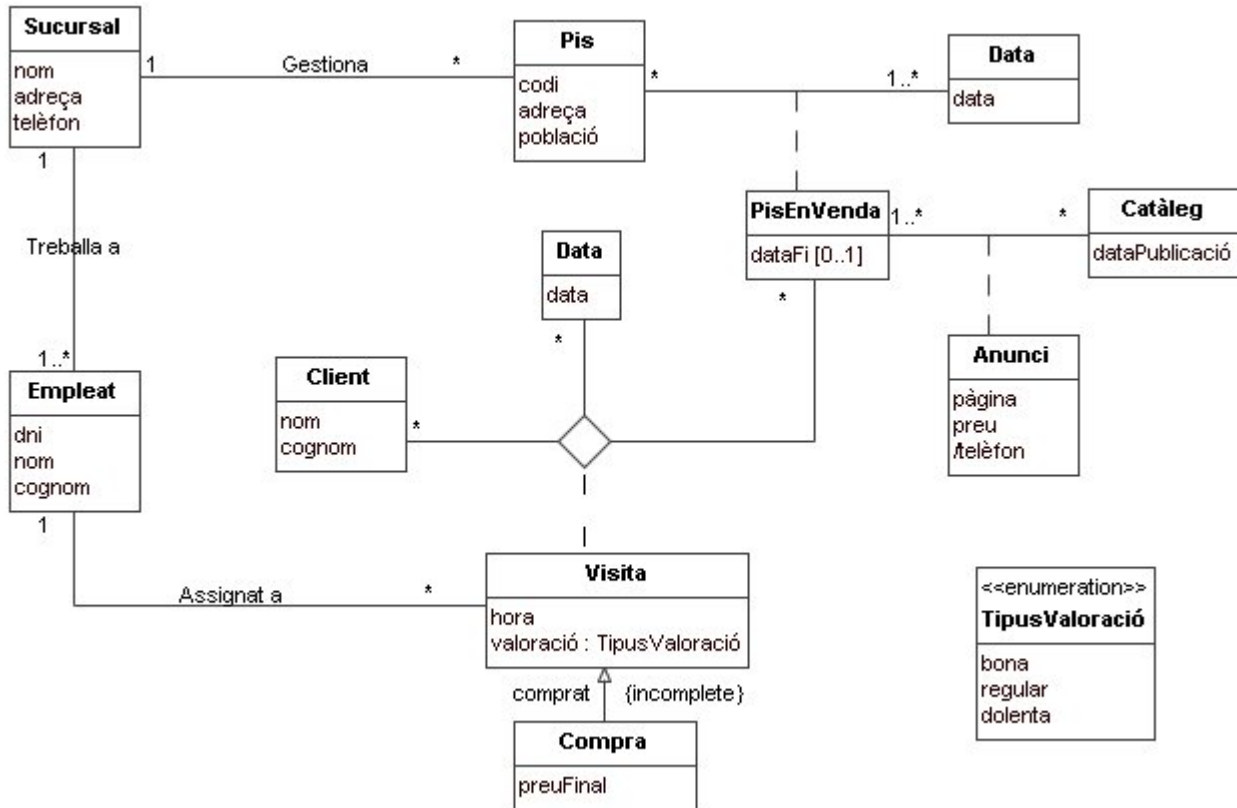 Sucursal
nom
adreça
telèfon
1
Gestiona
*
Pis
codi
adreça
població
*
1..*
Data
data
1
Treballa a
1..*
PisEnVenda
dataFi [0..1]
1..*
*
Catàleg
dataPublicació
*
Data
data
*
Anunci
pàgina
preu
/telèfon
Client
nom
cognom
*
Empleat
dni
nom
cognom
1
Assignat a
*
Visita
hora
valoració : TipusValoració
comprat
{incomplete}
Compra
preuFinal
<<enumeration>>
TipusValoració
bona
regular
dolenta